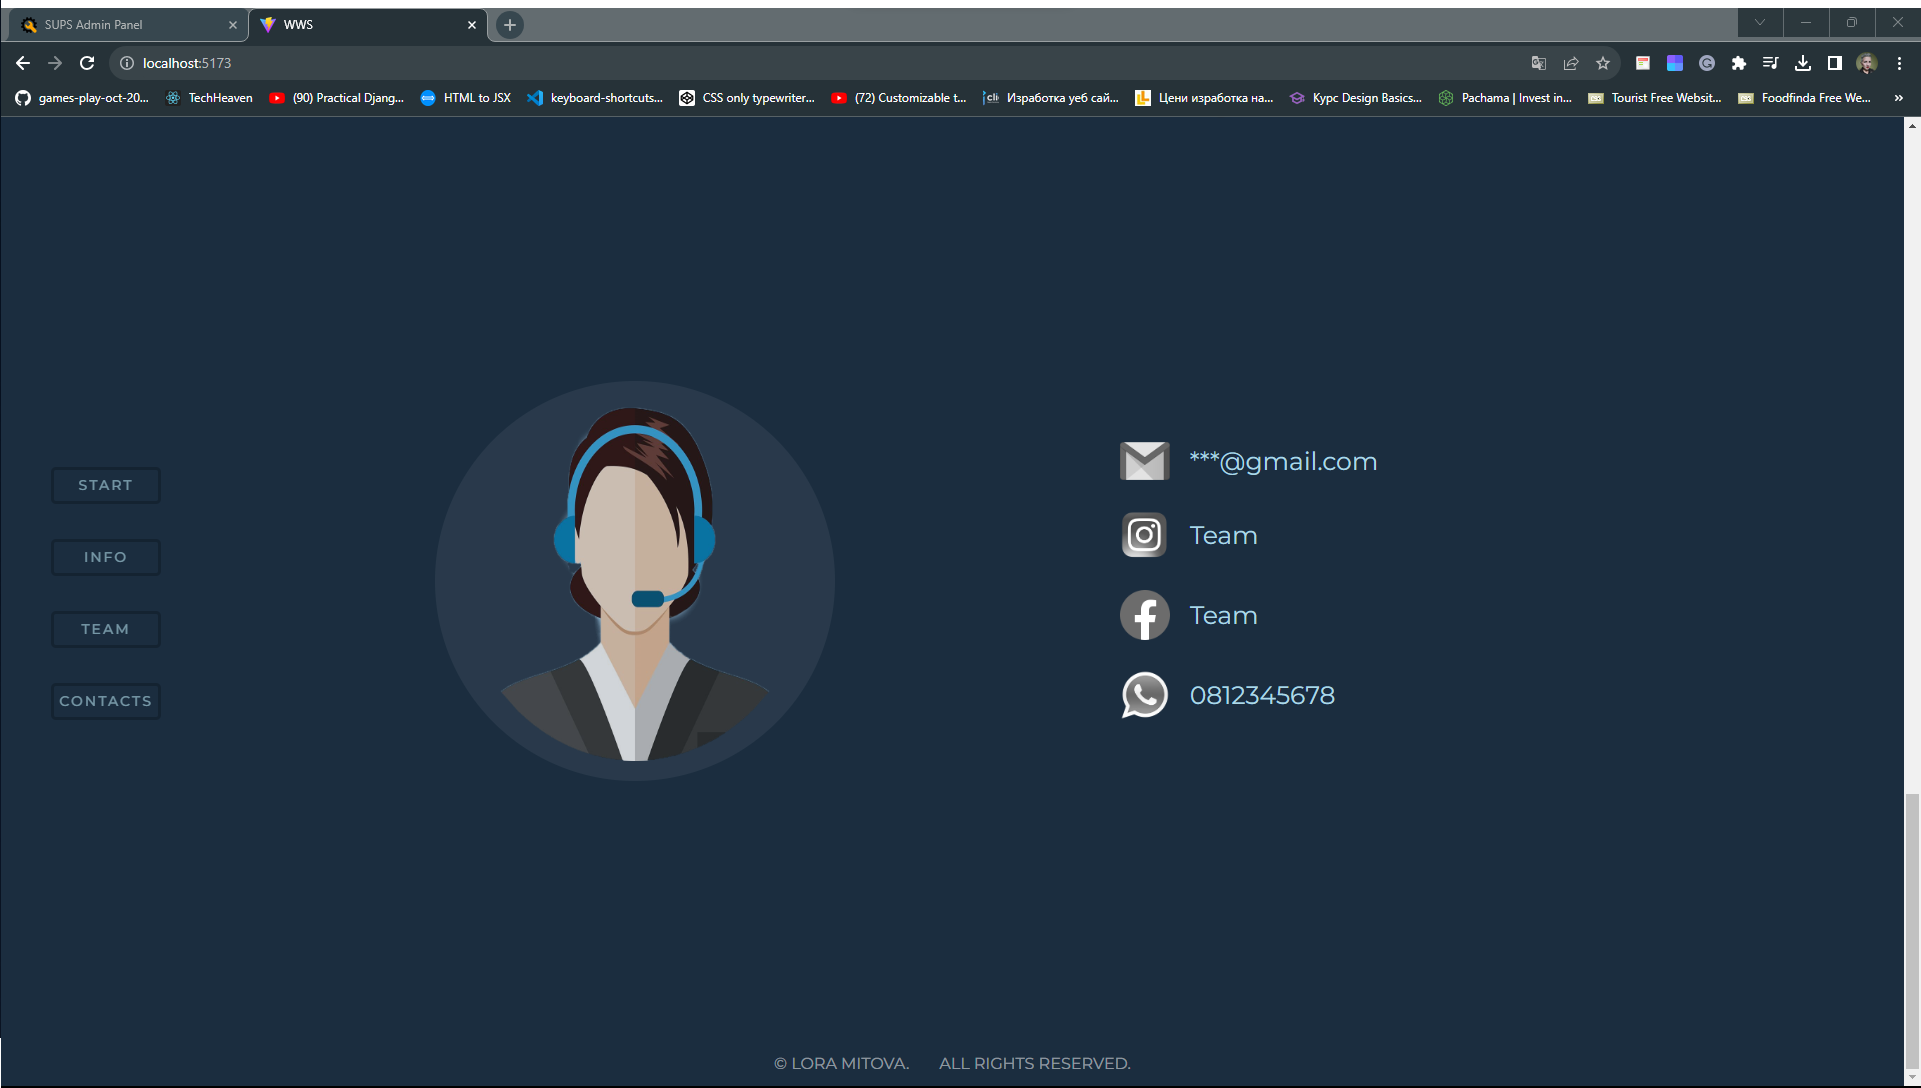 SUPS Admin Panel
WWS
localhost:5173
games-play-oct-20...
TechHeaven
(90) Practical Djang...
HTML to JSX
keyboard-shortcuts...
CSS only typewriter...
(72) Customizable t...
Изработка уеб сай...
Цени изработка на...
Курс Design Basics...
Pachama | Invest in...
Tourist Free Websit...
Foodfinda Free We...
START
INFO
TEAM
CONTACTS
***@gmail.com
Team
Team
0812345678
© LORA MITOVA. ALL RIGHTS RESERVED.